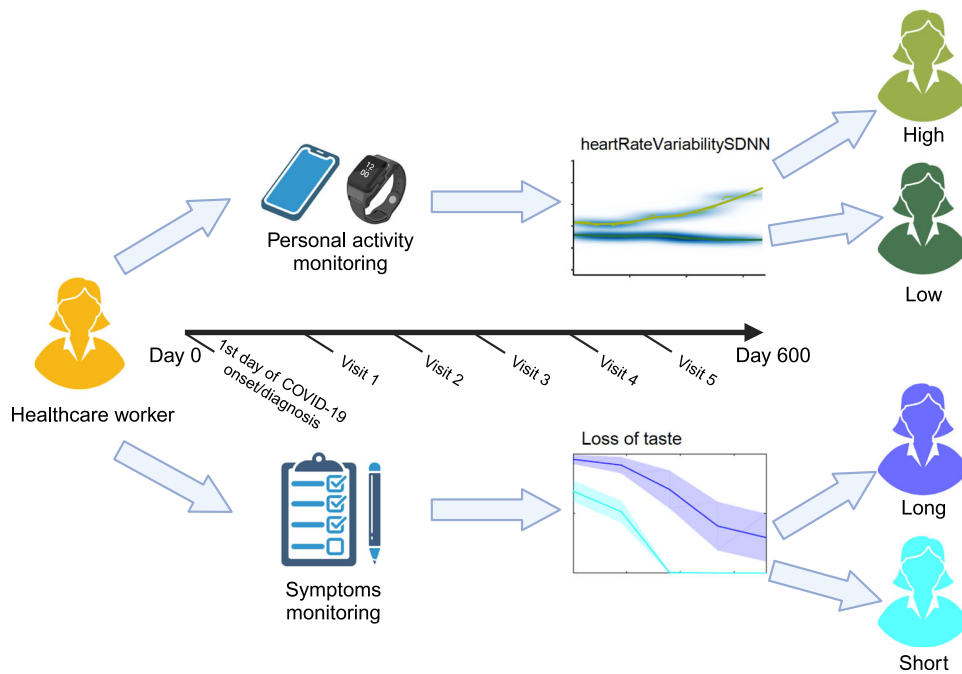 High
heartRateVariabilitySDNN
12
00
Personal activity
monitoring
Low
Day 0
Day 600
1st day of COVID-19
onset/diagnosis
Visit 1
Visit 2
Visit 3
Visit 4
Visit 5
Healthcare worker
Loss of taste
Long
Symptoms
monitoring
Short